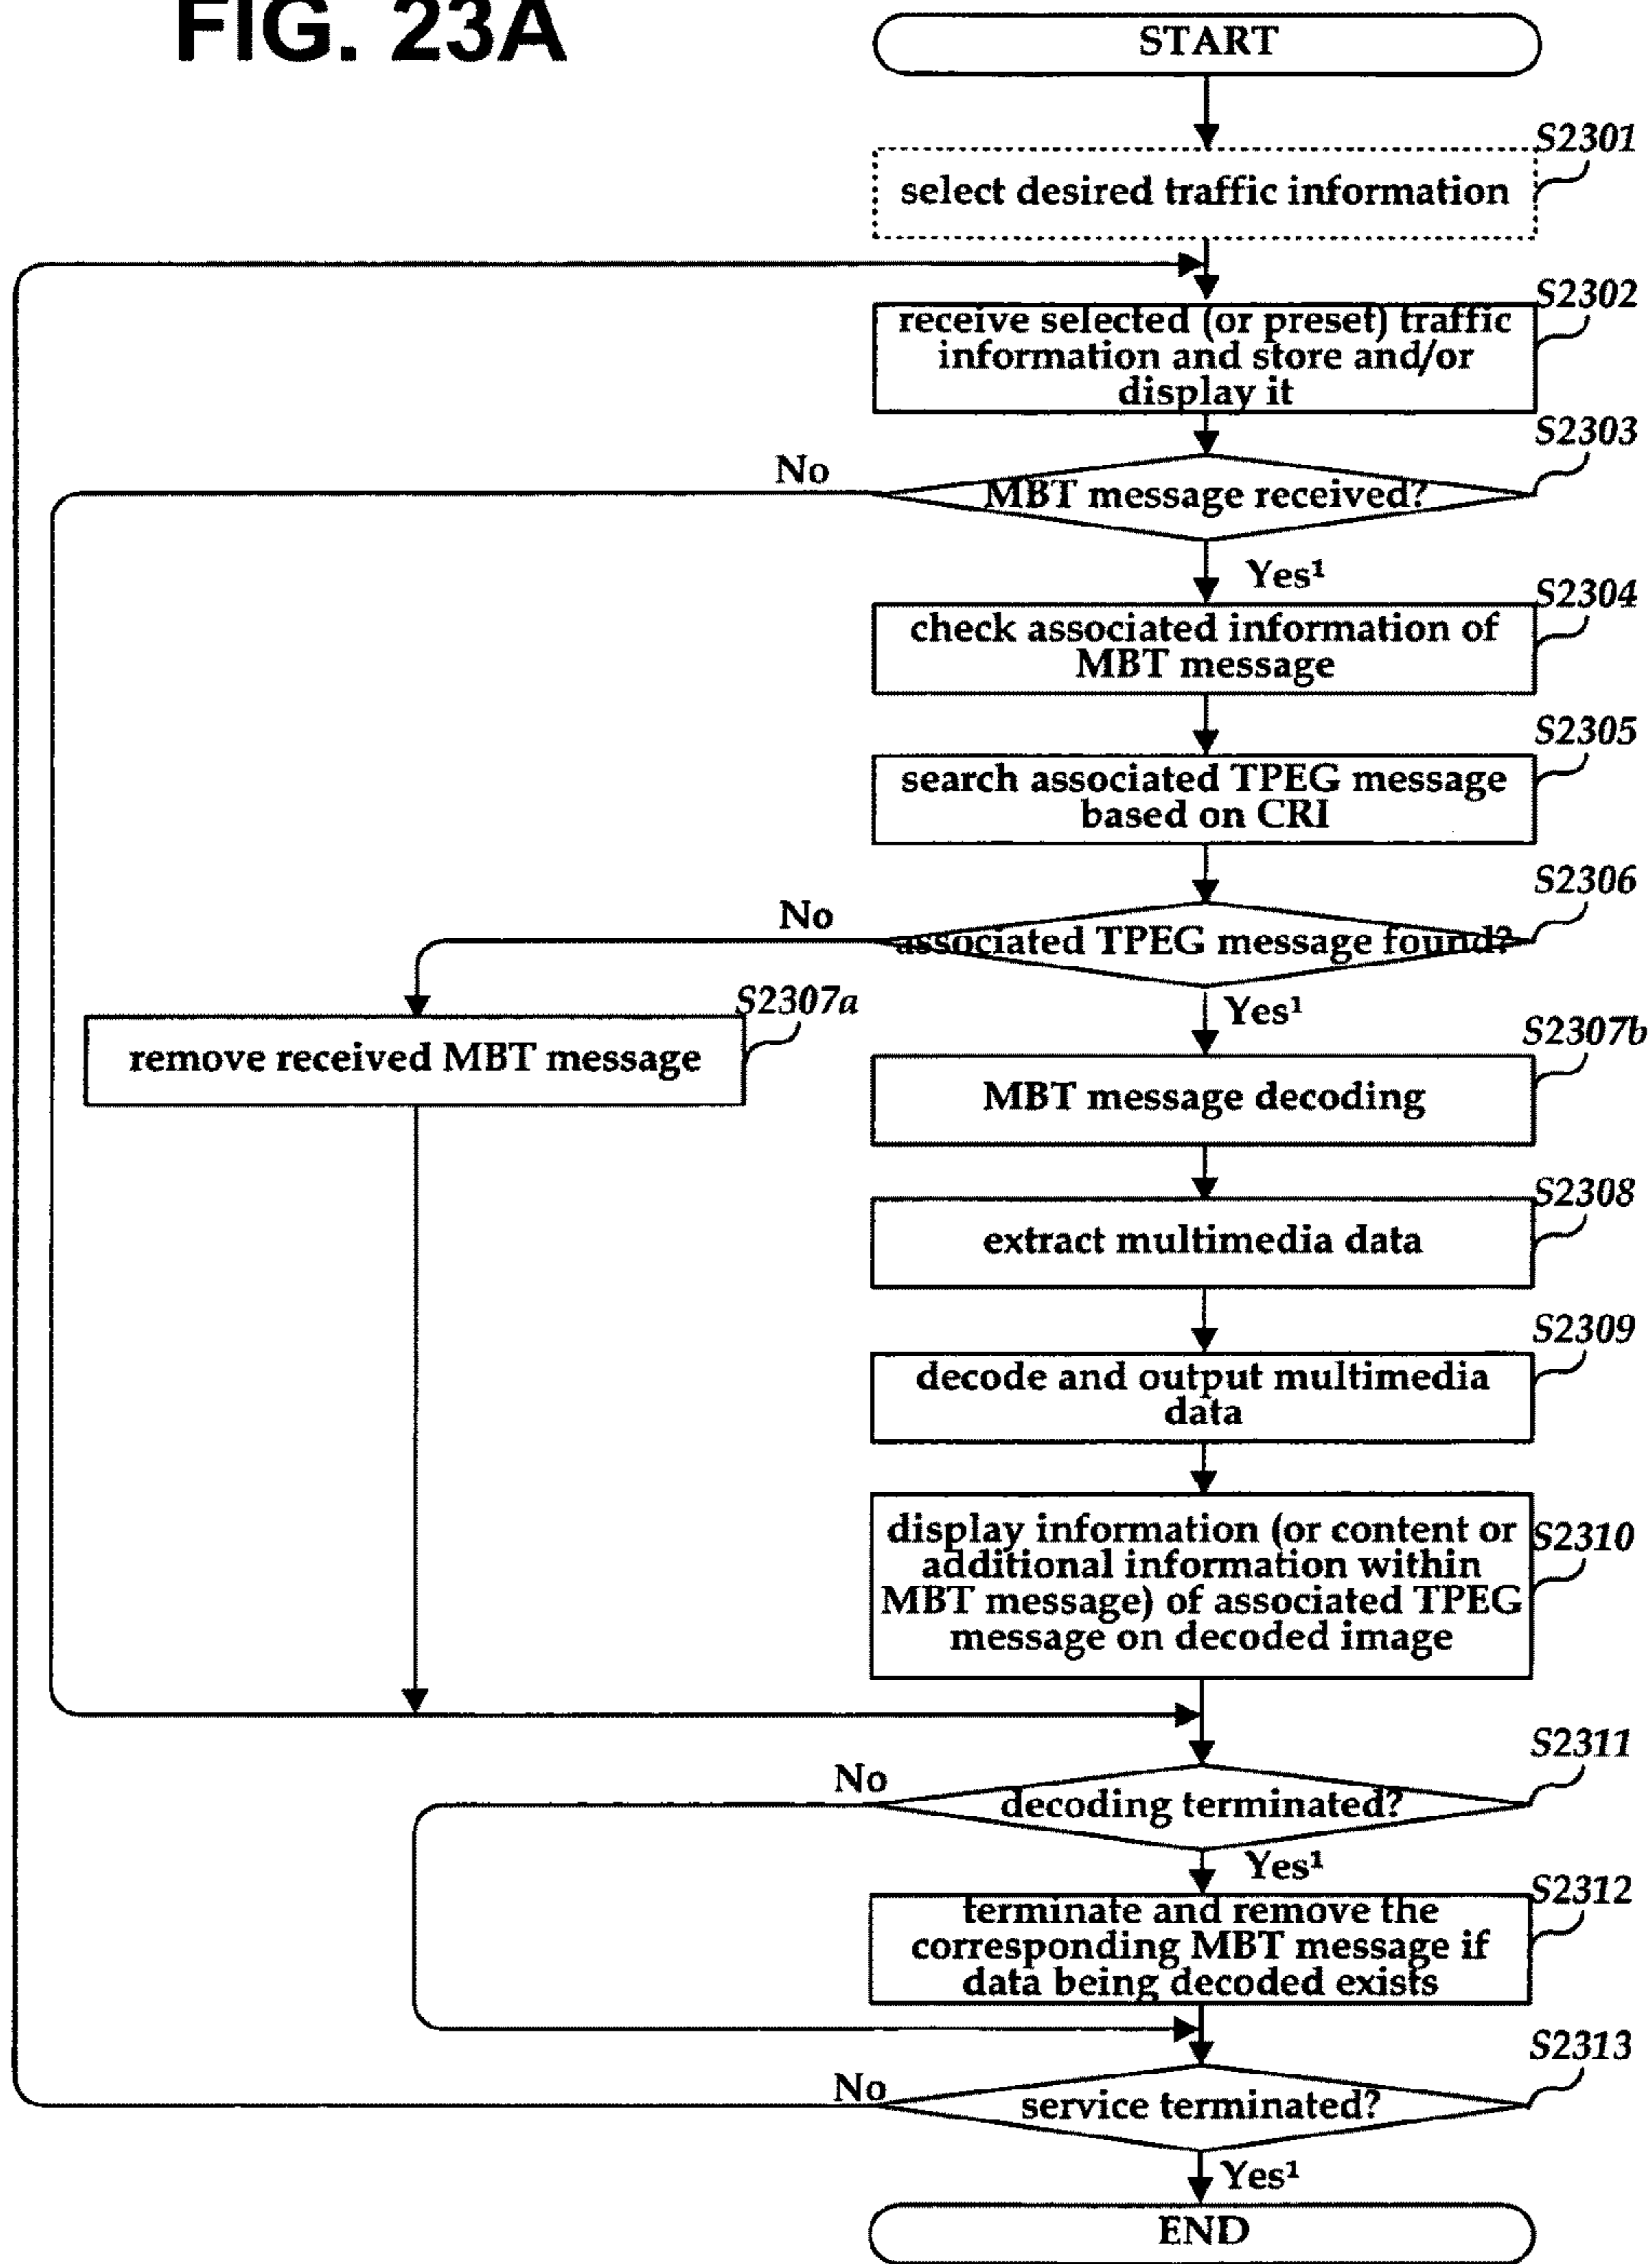 FIG. 23A
START
S2301
select desired traffic information
S2302
receive selected (or preset) traffic
information and store and/or
display it
S2303
No
MBT message received?
Yes¹
S2304
check associated information of
MBT message
S2305
search associated TPEG message
based on CRI
S2306
No
associated TPEG message found?
Yes¹
S2307a
remove received MBT message
S2307b
MBT message decoding
S2308
extract multimedia data
S2309
decode and output multimedia
data
S2310
display information (or content or
additional information within
MBT message) of associated TPEG
message on decoded image
S2311
No
decoding terminated?
Yes¹
S2312
terminate and remove the
corresponding MBT message if
data being decoded exists
S2313
No
service terminated?
Yes¹
END